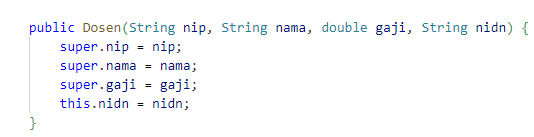 public Dosen(String nip, String nama, double gaji, String nidn) {
super.nip = nip;
super.nama = nama;
super.gaji = gaji;
this.nidn = nidn;
}